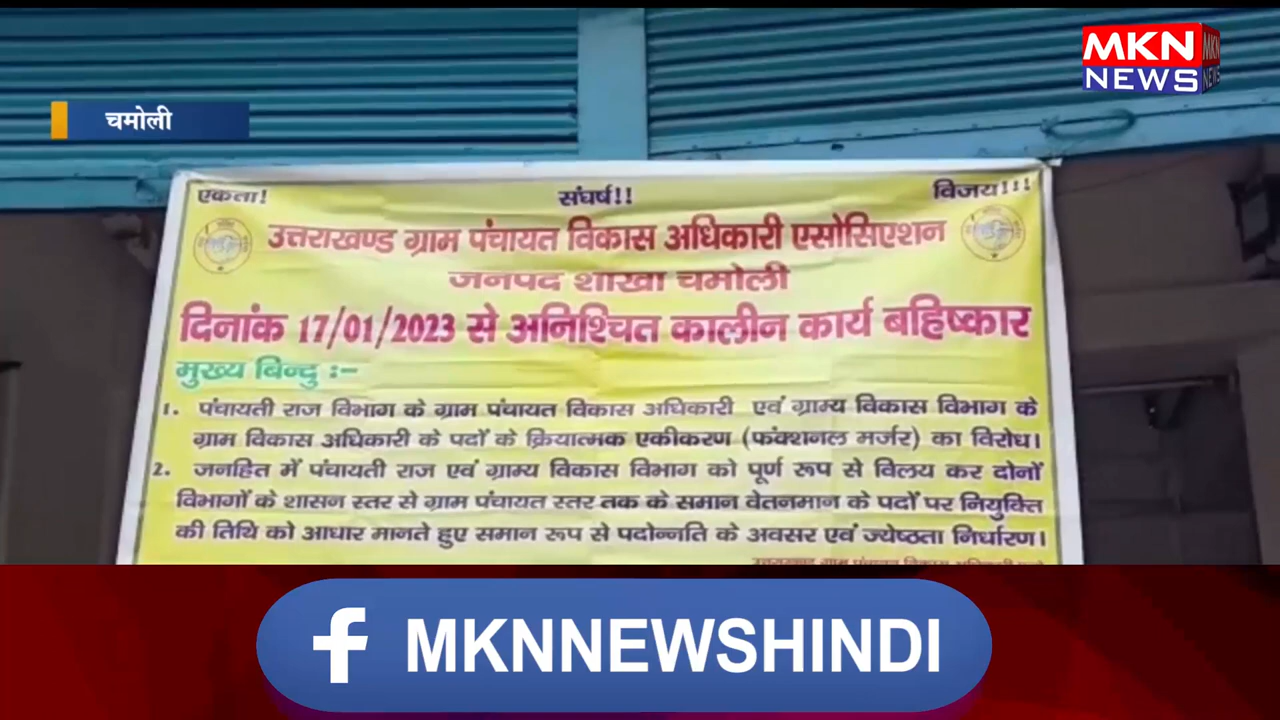 MKN
NEWS
चमोली
एकता! संघर्ष!! विजय!!!
उत्तराखण्ड ग्राम पंचायत विकास अधिकारी एसोसिएशन
जनपद शाखा चमोली
दिनांक 17/01/2023 से अनिश्चित कालीन कार्य बहिष्कार
मुख्य बिन्दु :-
1. पंचायती राज विभाग के ग्राम पंचायत विकास अधिकारी एवं ग्राम्य विकास विभाग के
ग्राम विकास अधिकारी के पदों के क्रियात्मक एकीकरण (फंक्शनल मर्जर) का विरोध।
2. जनहित में पंचायती राज एवं ग्राम्य विकास विभाग को पूर्ण रूप से विलय कर दोनों
विभागों के शासन स्तर से ग्राम पंचायत स्तर तक के समान वेतनमान के पदों पर नियुक्ति
की तिथि को आधार मानते हुए समान रूप से पदोन्नति के अवसर एवं ज्येष्ठता निर्धारण।
MKNNEWSHINDI